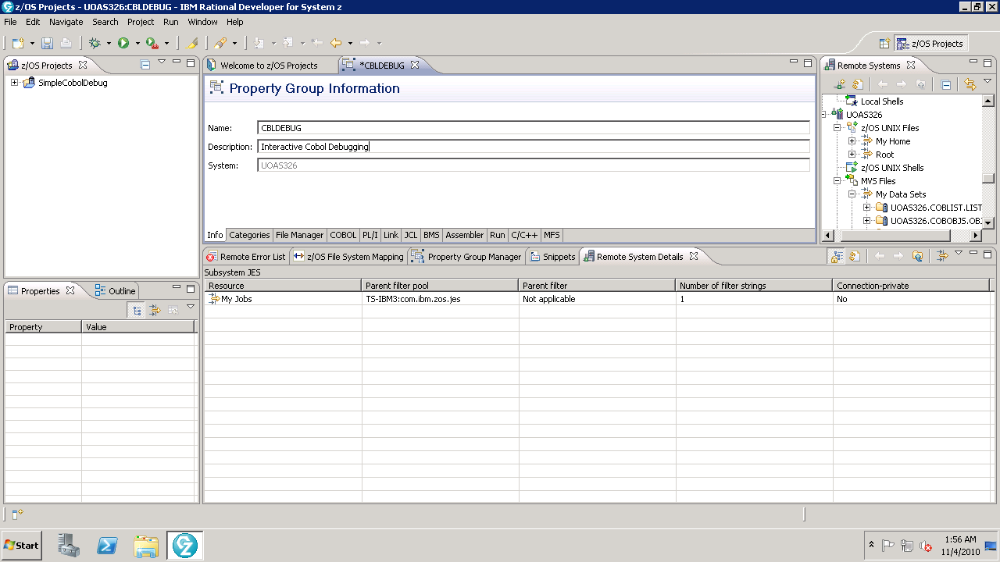 z/OS Projects - UOAS326:CBLDEBUG - IBM Rational Developer for System z
File Edit Navigate Search Project Run Window Help
z/OS Projects
z/OS Projects
SimpleCobolDebug
Welcome to z/OS Projects *CBLDEBUG
Property Group Information
Name: CBLDEBUG
Description: Interactive Cobol Debugging
System: UOAS326
Info Categories File Manager COBOL PL/I Link JCL BMS Assembler Run C/C++ MFS
Remote Systems
Local Shells
UOAS326
z/OS UNIX Files
My Home
Root
z/OS UNIX Shells
MVS Files
My Data Sets
UOAS326.COBLIST.LIST
UOAS326.COBOBJS.OB.
Properties Outline
Property Value
Remote Error List z/OS File System Mapping Property Group Manager Snippets Remote System Details
Subsystem JES
Resource Parent filter pool Parent filter Number of filter strings Connection-private
My Jobs TS-IBM3:com.ibm.zos.jes Not applicable 1 No
Start
1:56 AM
11/4/2010